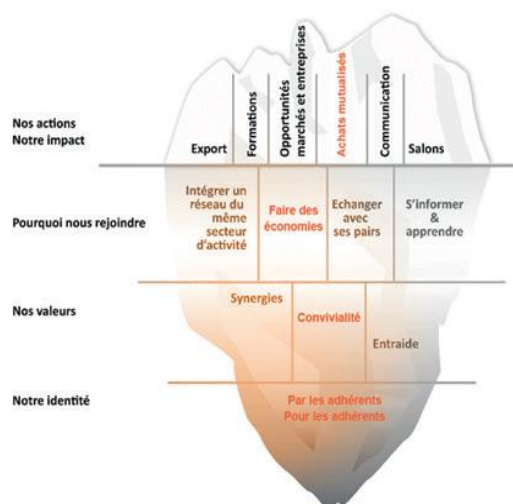 Nos actions
Notre impact
Export
Formations
Opportunités
marchés et entreprises
Achats mutualisés
Communication
Salons
Pourquoi nous rejoindre
Intégrer un
réseau du
même
secteur
d'activité
Faire des
économies
Echanger
avec
ses pairs
S'informer
&
apprendre
Nos valeurs
Synergies
Convivialité
Entraide
Notre identité
Par les adhérents
Pour les adhérents